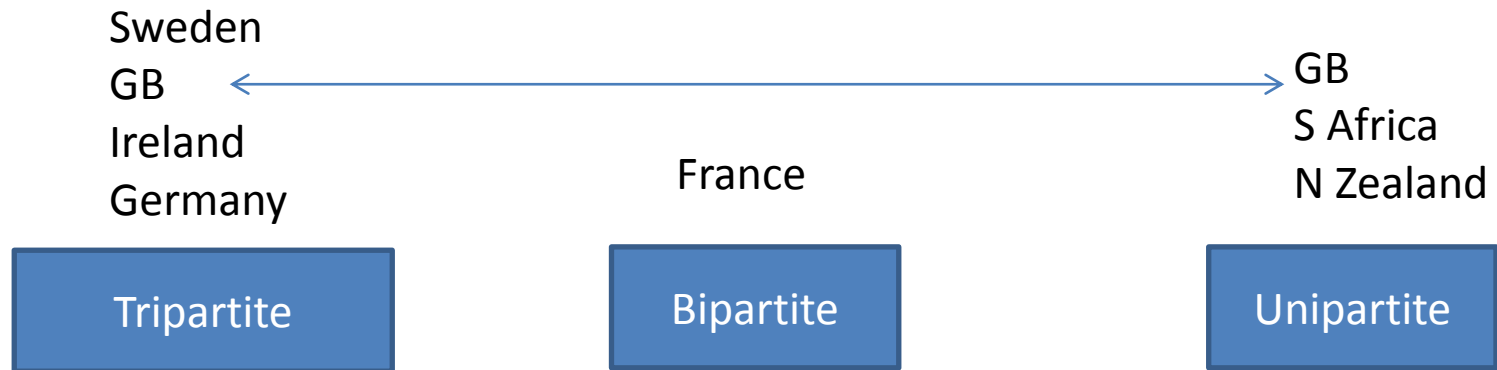 Sweden
GB
Ireland
Germany
France
GB
S Africa
N Zealand
Tripartite
Bipartite
Unipartite